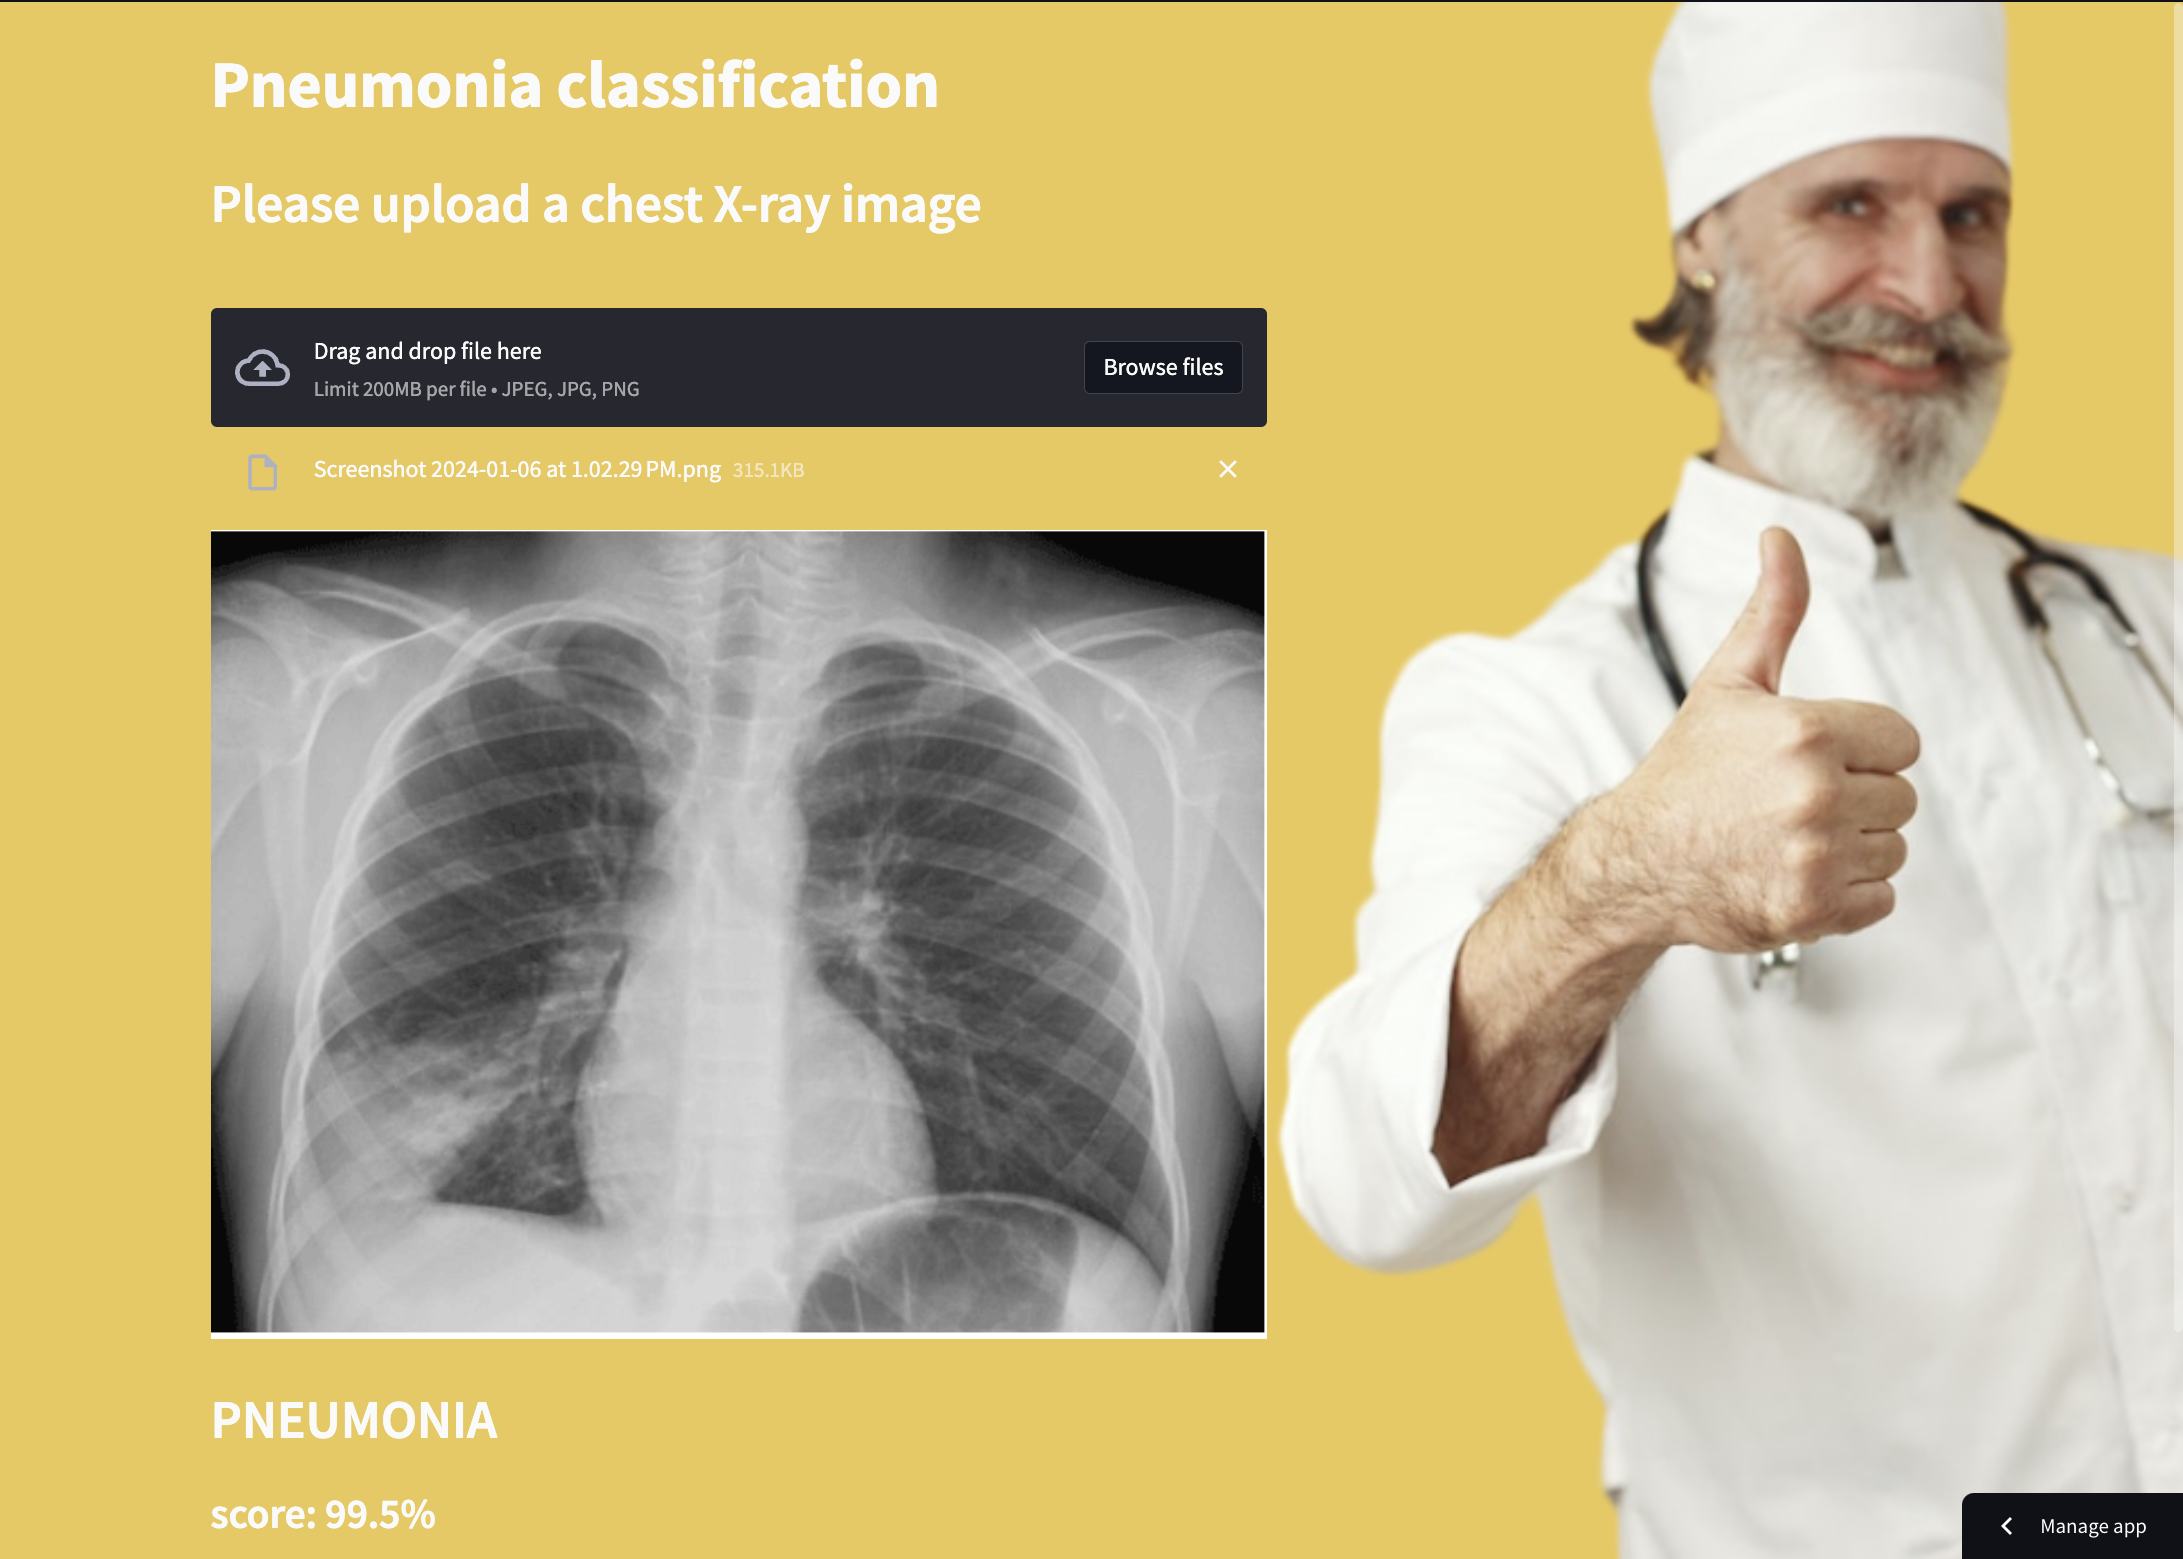 Pneumonia classification
Please upload a chest X-ray image
Drag and drop file here
Limit 200MB per file • JPEG, JPG, PNG
Browse files
Screenshot 2024-01-06 at 1.02.29 PM.png 315.1KB
PNEUMONIA
score: 99.5%
Manage app